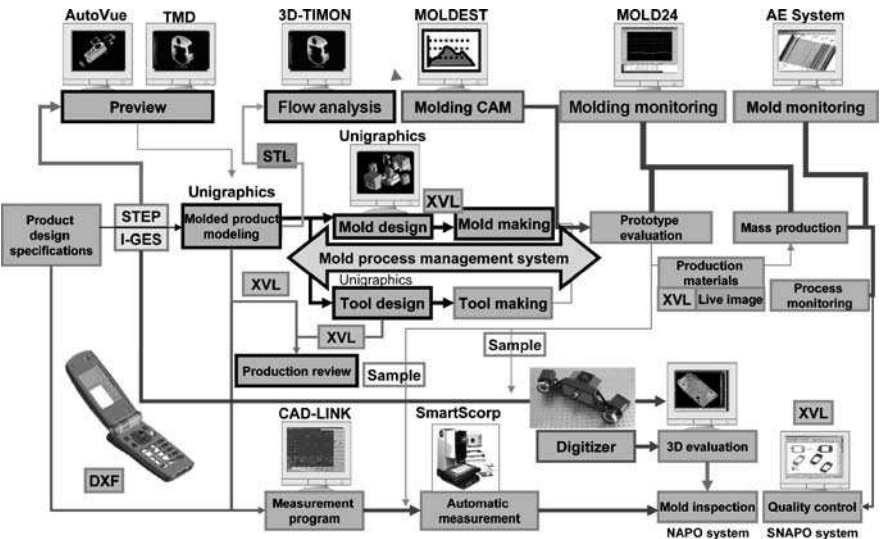 AutoVue
TMD
3D-TIMON
MOLDEST
MOLD24
AE System
Preview
Flow analysis
Molding CAM
Molding monitoring
Mold monitoring
Unigraphics
STL
Unigraphics
XVL
Product
design
specifications
STEP
I-GES
Molded product
modeling
Mold design
Mold making
Prototype
evaluation
Mass production
Mold process management system
Production
materials
XVL
Live image
Process
monitoring
Unigraphics
XVL
Tool design
Tool making
XVL
Production review
Sample
Sample
CAD-LINK
SmartScorp
XVL
Digitizer
3D evaluation
DXF
Measurement
program
Automatic
measurement
Mold inspection
Quality control
NAPO system
SNAPO system